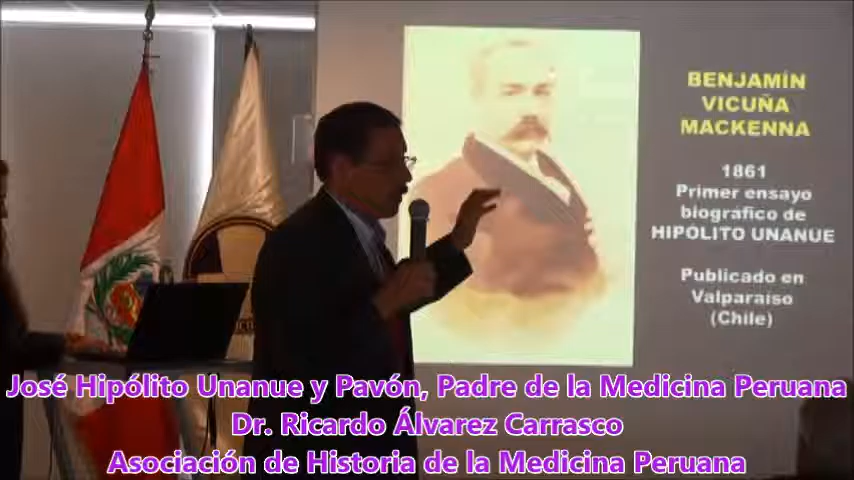 BENJAMÍN
VICUÑA
MACKENNA
1861
Primer ensayo
biográfico de
HIPÓLITO UNANUE
Publicado en
Valparaíso
(Chile)
José Hipólito Unanue y Pavón, Padre de la Medicina Peruana
Dr. Ricardo Álvarez Carrasco
Asociación de Historia de la Medicina Peruana